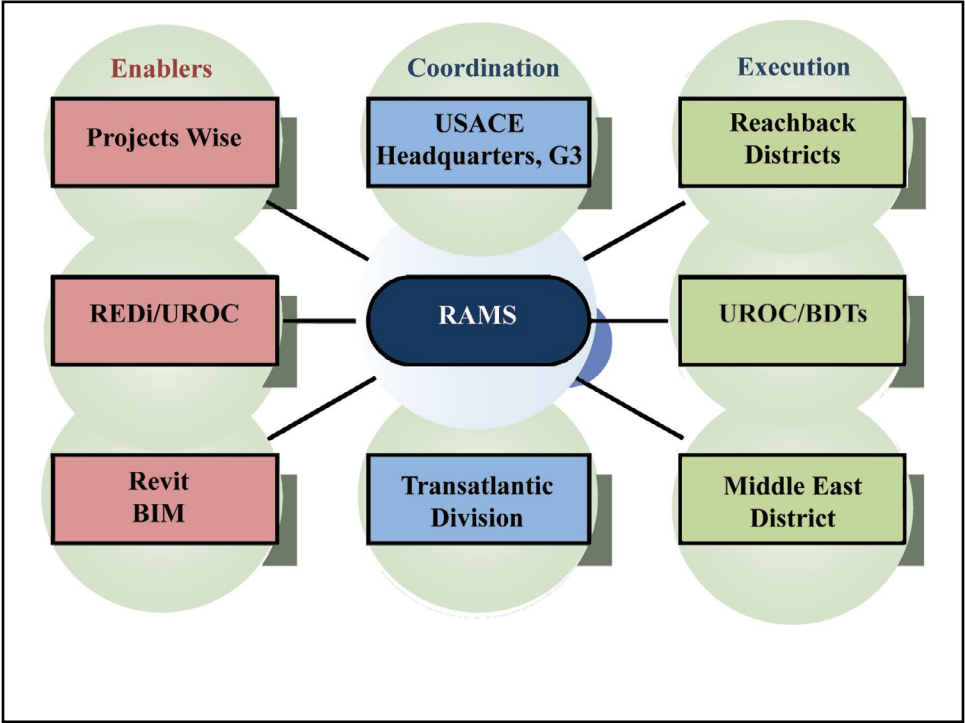 Enablers
Coordination
Execution
Projects Wise
USACE
Headquarters, G3
Reachback
Districts
REDi/UROC
RAMS
UROC/BDTs
Revit
BIM
Transatlantic
Division
Middle East
District